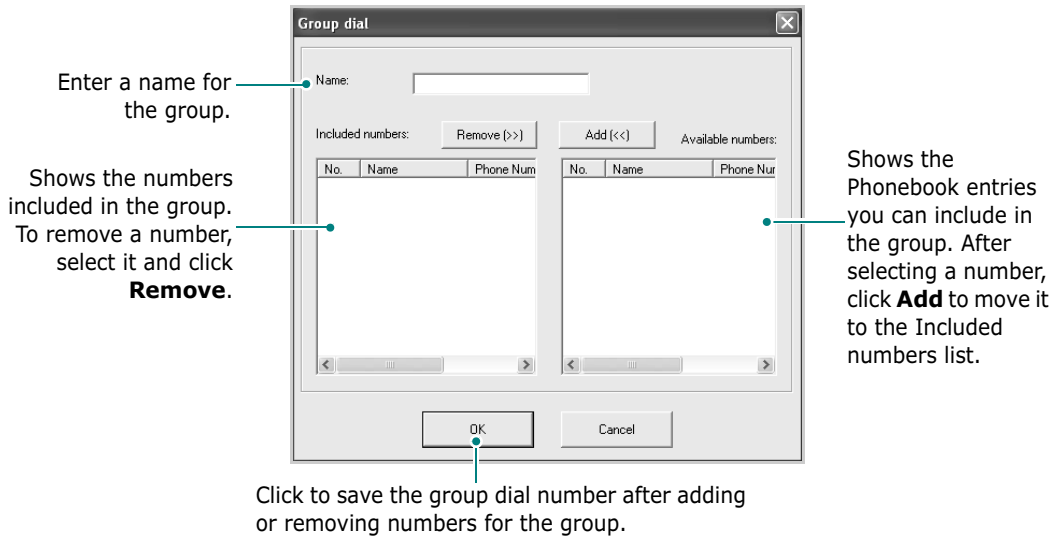 Group dial
Enter a name for
the group.
Name:
Included numbers:
Remove (>>)
Add (<<)
Available numbers:
No. Name Phone Num
No. Name Phone Nur
Shows the numbers
included in the group.
To remove a number,
select it and click
Remove.
Shows the
Phonebook entries
you can include in
the group. After
selecting a number,
click Add to move it
to the Included
numbers list.
OK
Cancel
Click to save the group dial number after adding
or removing numbers for the group.